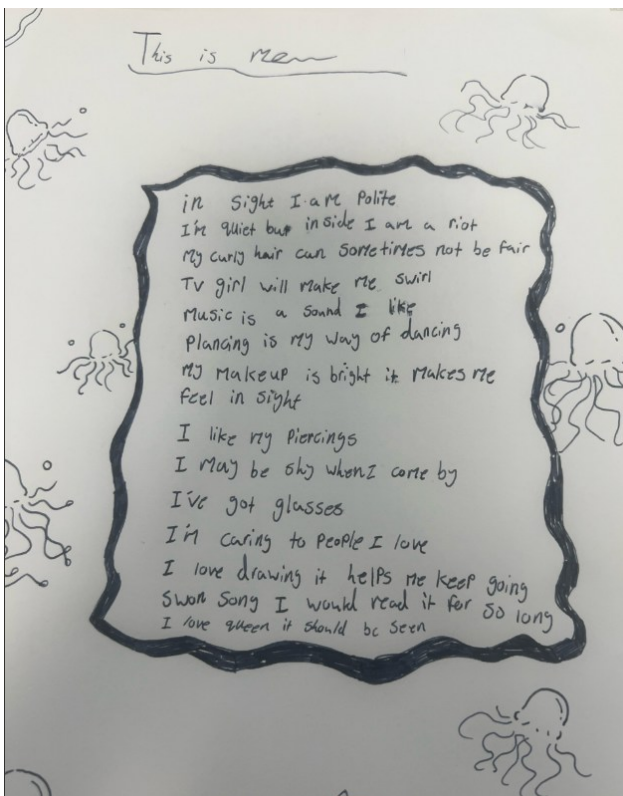 This is me
in sight I am Polite
I'm quiet but inside I am a riot
My curly hair can sometimes not be fair
TV girl will make me swirl
Music is a sound I like
Plancing is my way of dancing
My Makeup is bright it makes me
feel in sight
I like my Piercings
I may be shy when I come by
I've got glasses
I'm caring to People I love
I love drawing it helps me keep going
Swon Song I would read it for so long
I love queen it should be seen